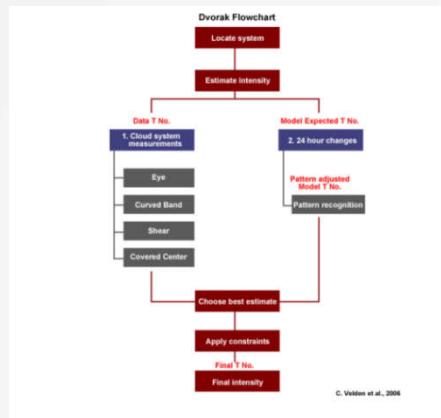 Dvorak Flowchart
Locate system
Estimate intensity
Data T No.
1. Cloud system
measurements
Eye
Curved Band
Shear
Covered Center
Model Expected T No.
2. 24 hour changes
Pattern adjusted
Model T No.
Pattern recognition
Choose best estimate
Apply constraints
Final T No.
Final intensity
C. Velden et al., 2006